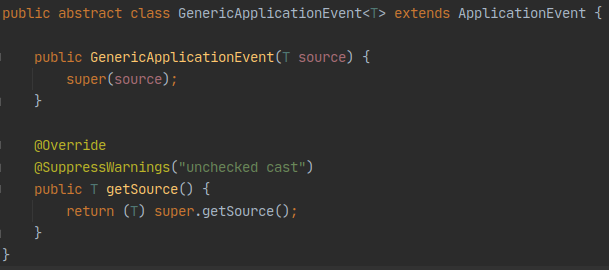 public abstract class GenericApplicationEvent<T> extends ApplicationEvent {
public GenericApplicationEvent(T source) {
super(source);
}
@Override
@SuppressWarnings("unchecked cast")
public T getSource() {
return (T) super.getSource();
}
}